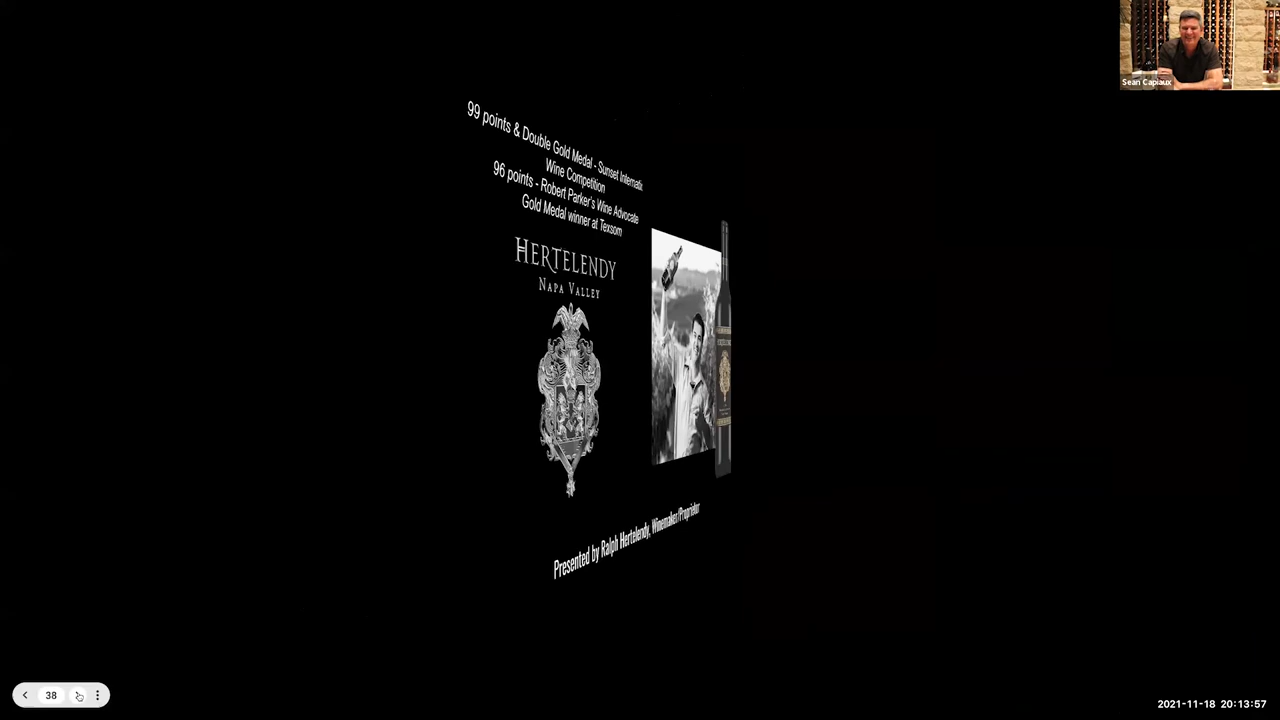 Sean Capiaux
99 points & Double Gold Medal - Sunset Internati
Wine Competition
96 points - Robert Parker's Wine Advocate
Gold Medal winner at Texsom
HERTELENDY
NAPA VALLEY
Presented by Ralph Hertelendy, Winemaker/Proprietor
38
2021-11-18 20:13:57